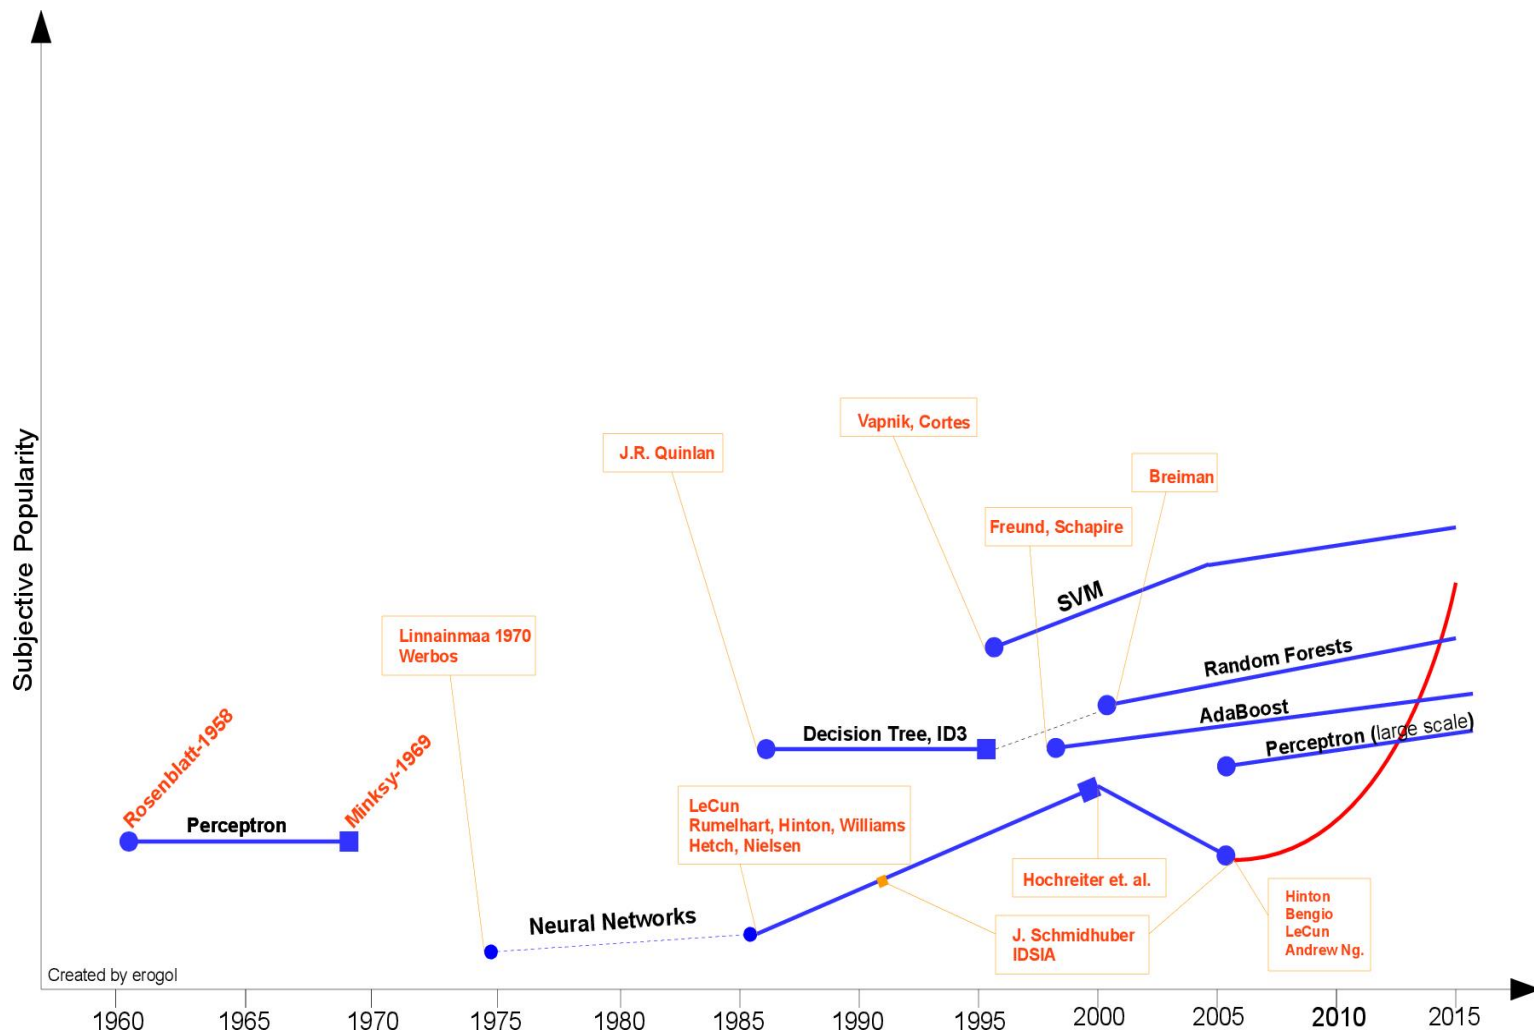 Subjective Popularity
Vapnik, Cortes
J.R. Quinlan
Breiman
Freund, Schapire
SVM
Linnainmaa 1970
Werbos
Random Forests
AdaBoost
Perceptron (large scale)
Decision Tree, ID3
Rosenblatt-1958
Minksy-1969
Perceptron
LeCun
Rumelhart, Hinton, Williams
Hetch, Nielsen
Hochreiter et. al.
Neural Networks
J. Schmidhuber
IDSIA
Hinton
Bengio
LeCun
Andrew Ng.
Created by erogol
1960 1965 1970 1975 1980 1985 1990 1995 2000 2005 2010 2015